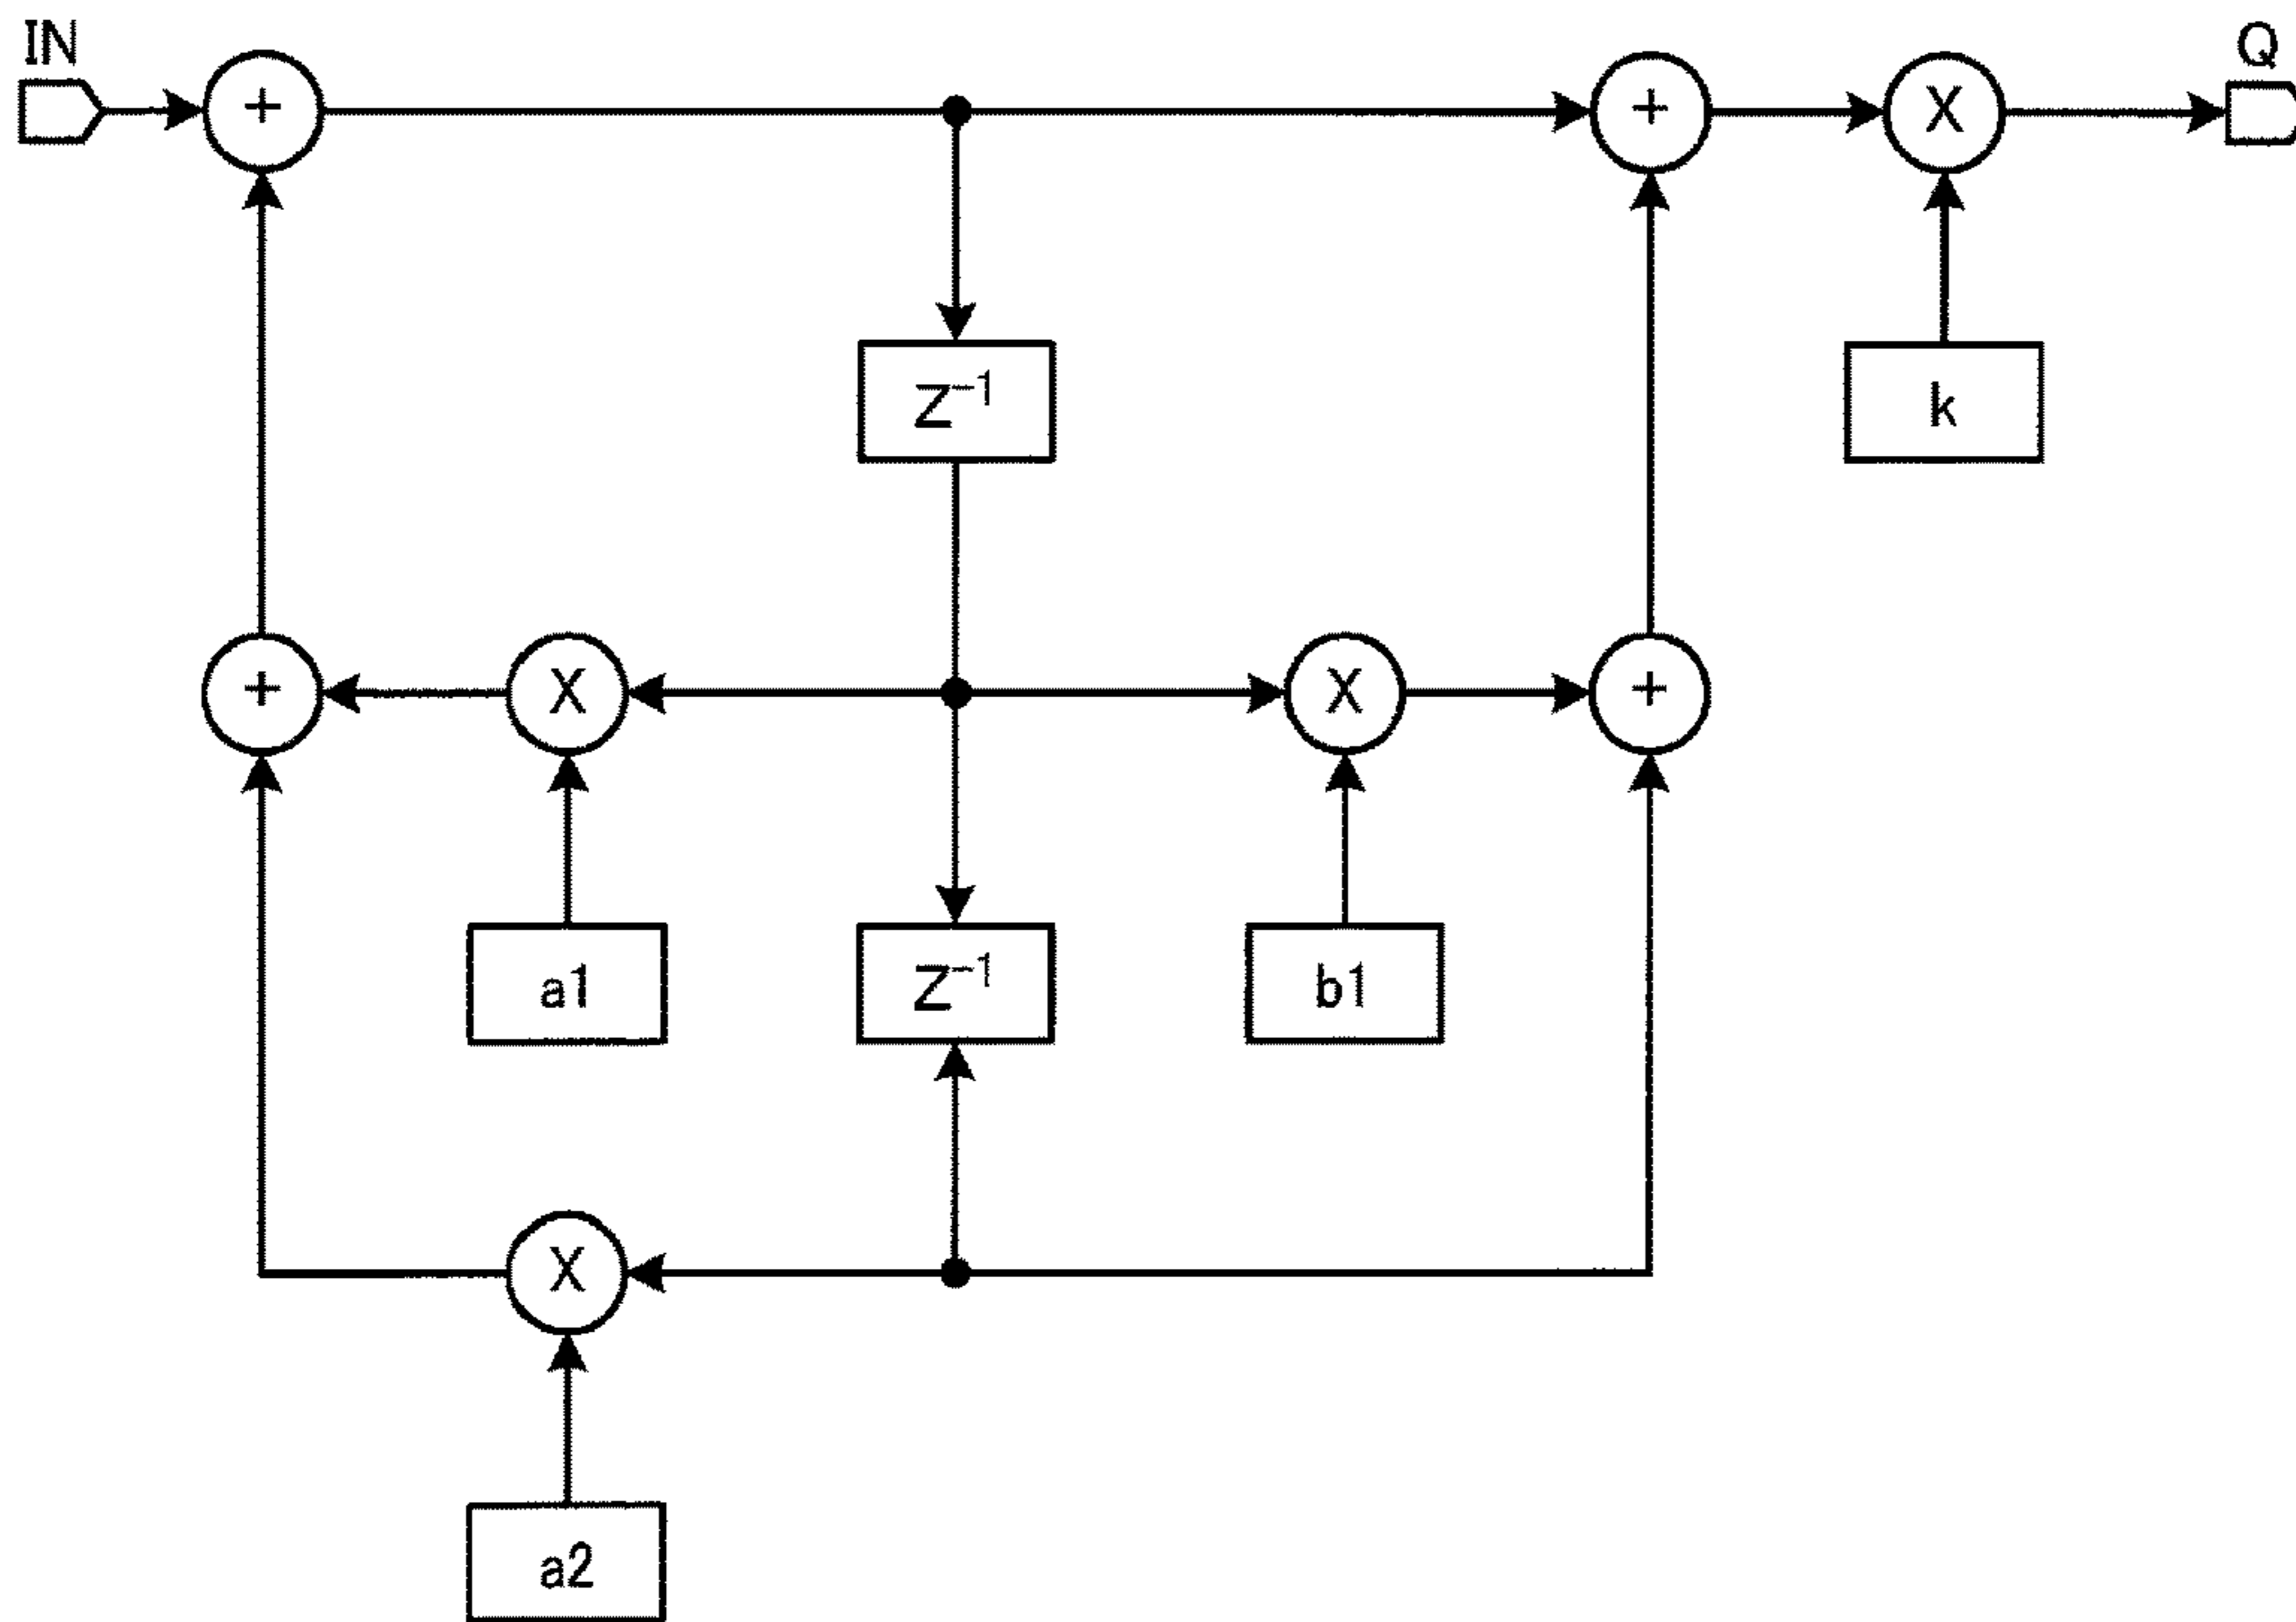 IN
Q
+
+
X
Z⁻¹
k
+
X
X
+
a1
Z⁻¹
b1
X
a2